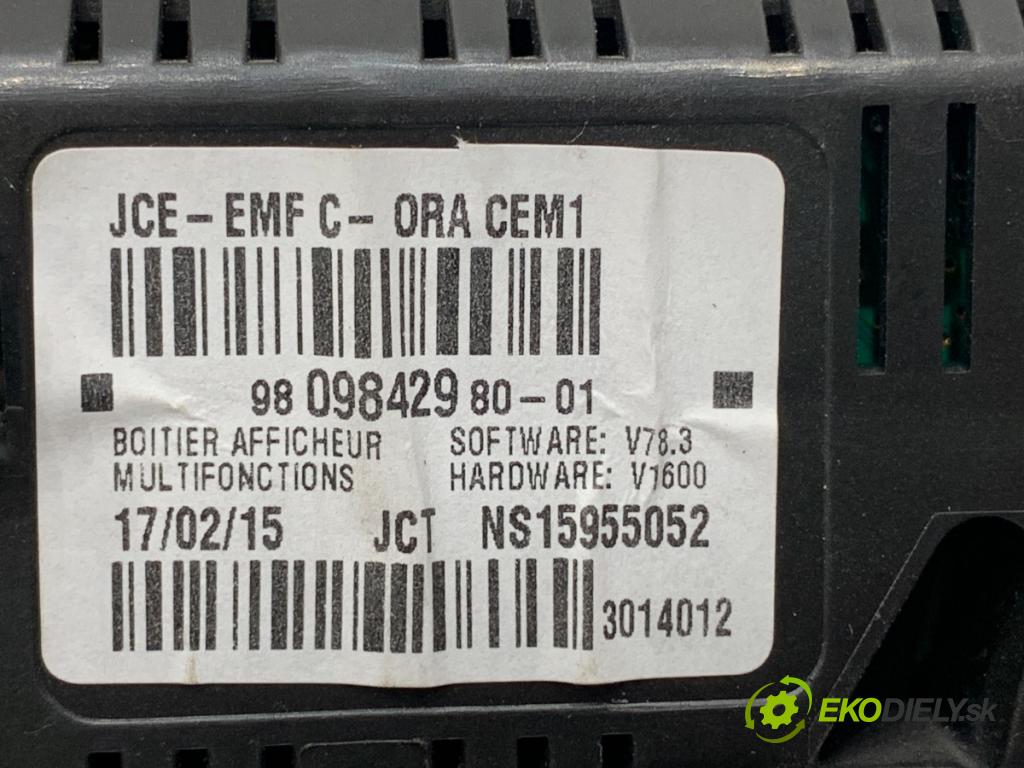 JCE-EMF C- ORA CEM1
98 098429 80-01
BOITIER AFFICHEUR SOFTWARE: V78.3
MULTIFONCTIONS HARDWARE: V1600
17/02/15 JCT NS15955052
3014012
EKODIELY.sk